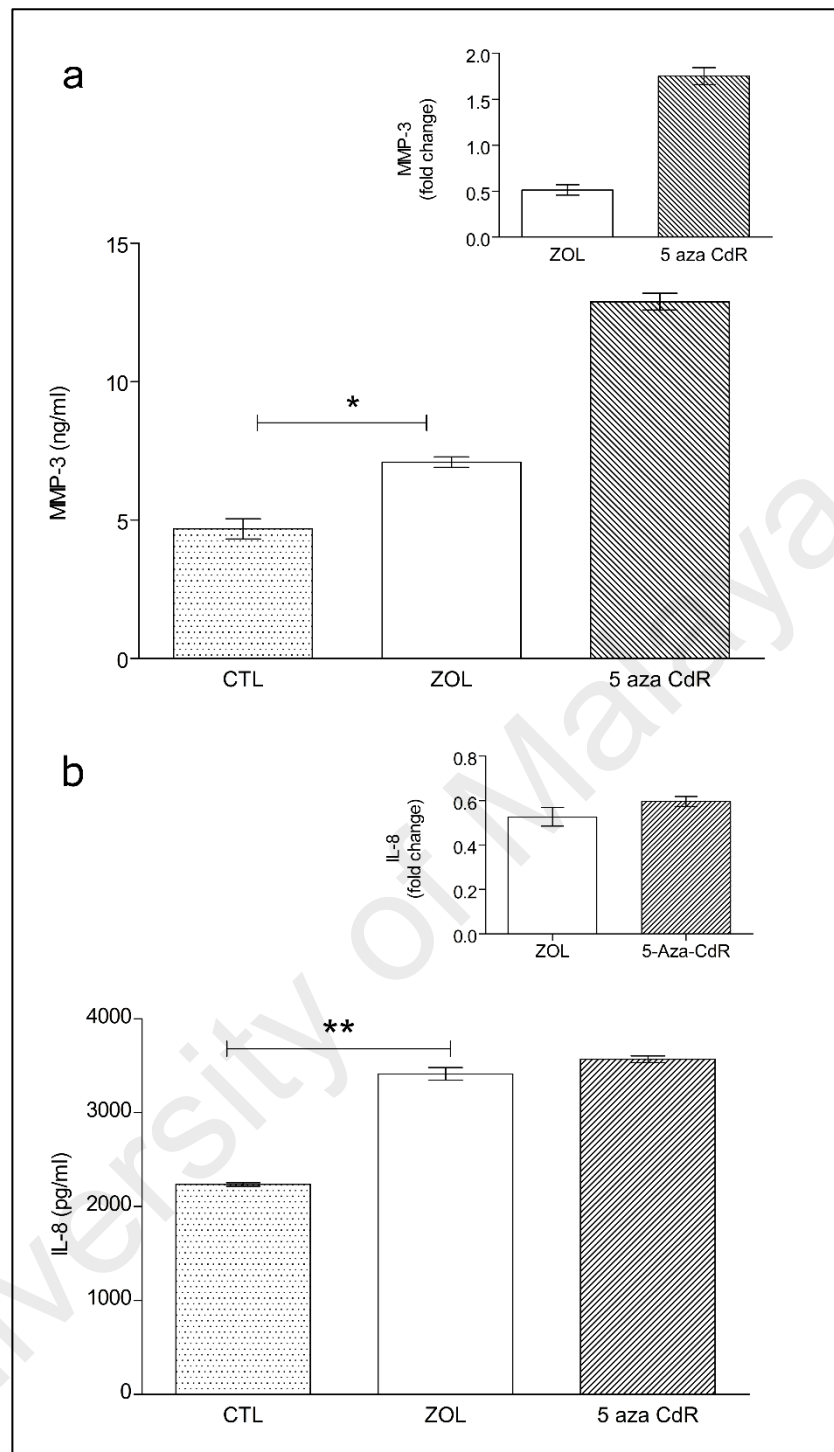 a
MMP-3
(fold change)
2.0
1.5
1.0
0.5
0.0
ZOL 5 aza CdR
MMP-3 (ng/ml)
15
10
5
0
*
CTL ZOL 5 aza CdR
b
IL-8
(fold change)
0.8
0.6
0.4
0.2
0.0
ZOL 5-Aza-CdR
IL-8 (pg/ml)
4000
3000
2000
1000
0
**
CTL ZOL 5 aza CdR
University of Malaya